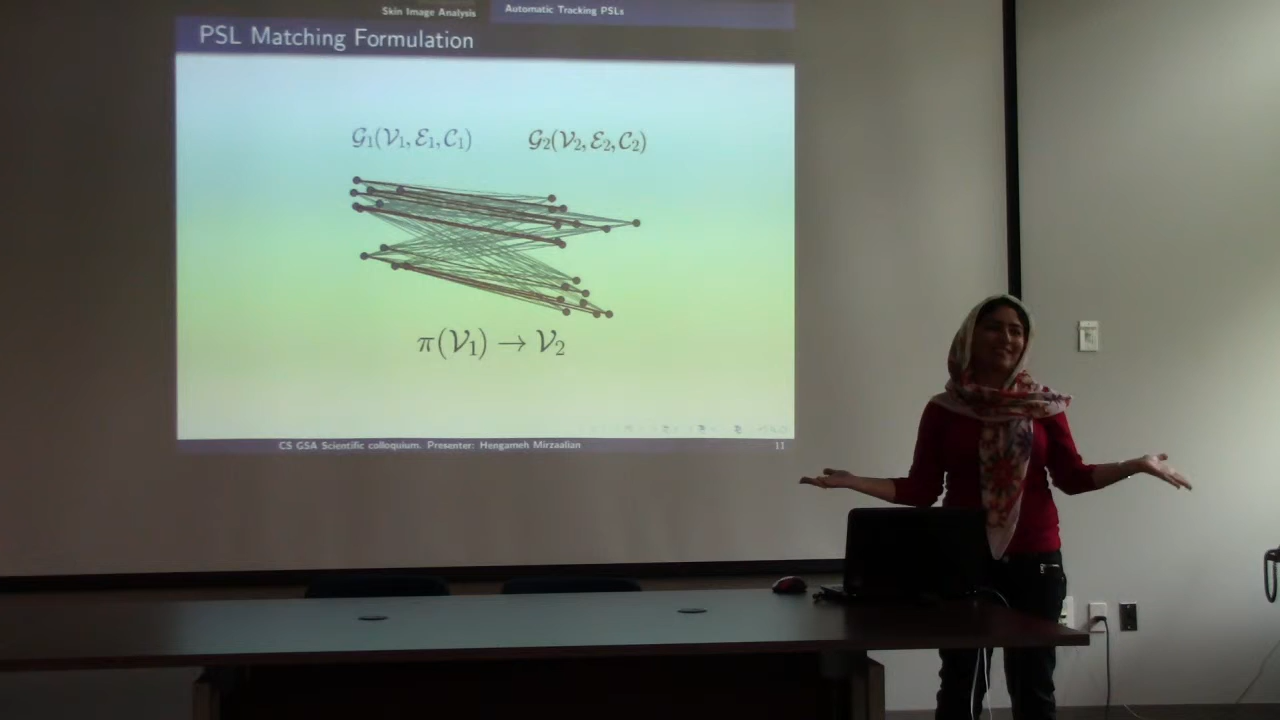 Skin Image Analysis
Automatic Tracking PSLs
PSL Matching Formulation
𝒢₁(𝒱₁, ℰ₁, 𝒞₁)
𝒢₂(𝒱₂, ℰ₂, 𝒞₂)
π(𝒱₁) → 𝒱₂
CS GSA Scientific colloquium. Presenter: Hengameh Mirzaalian
11